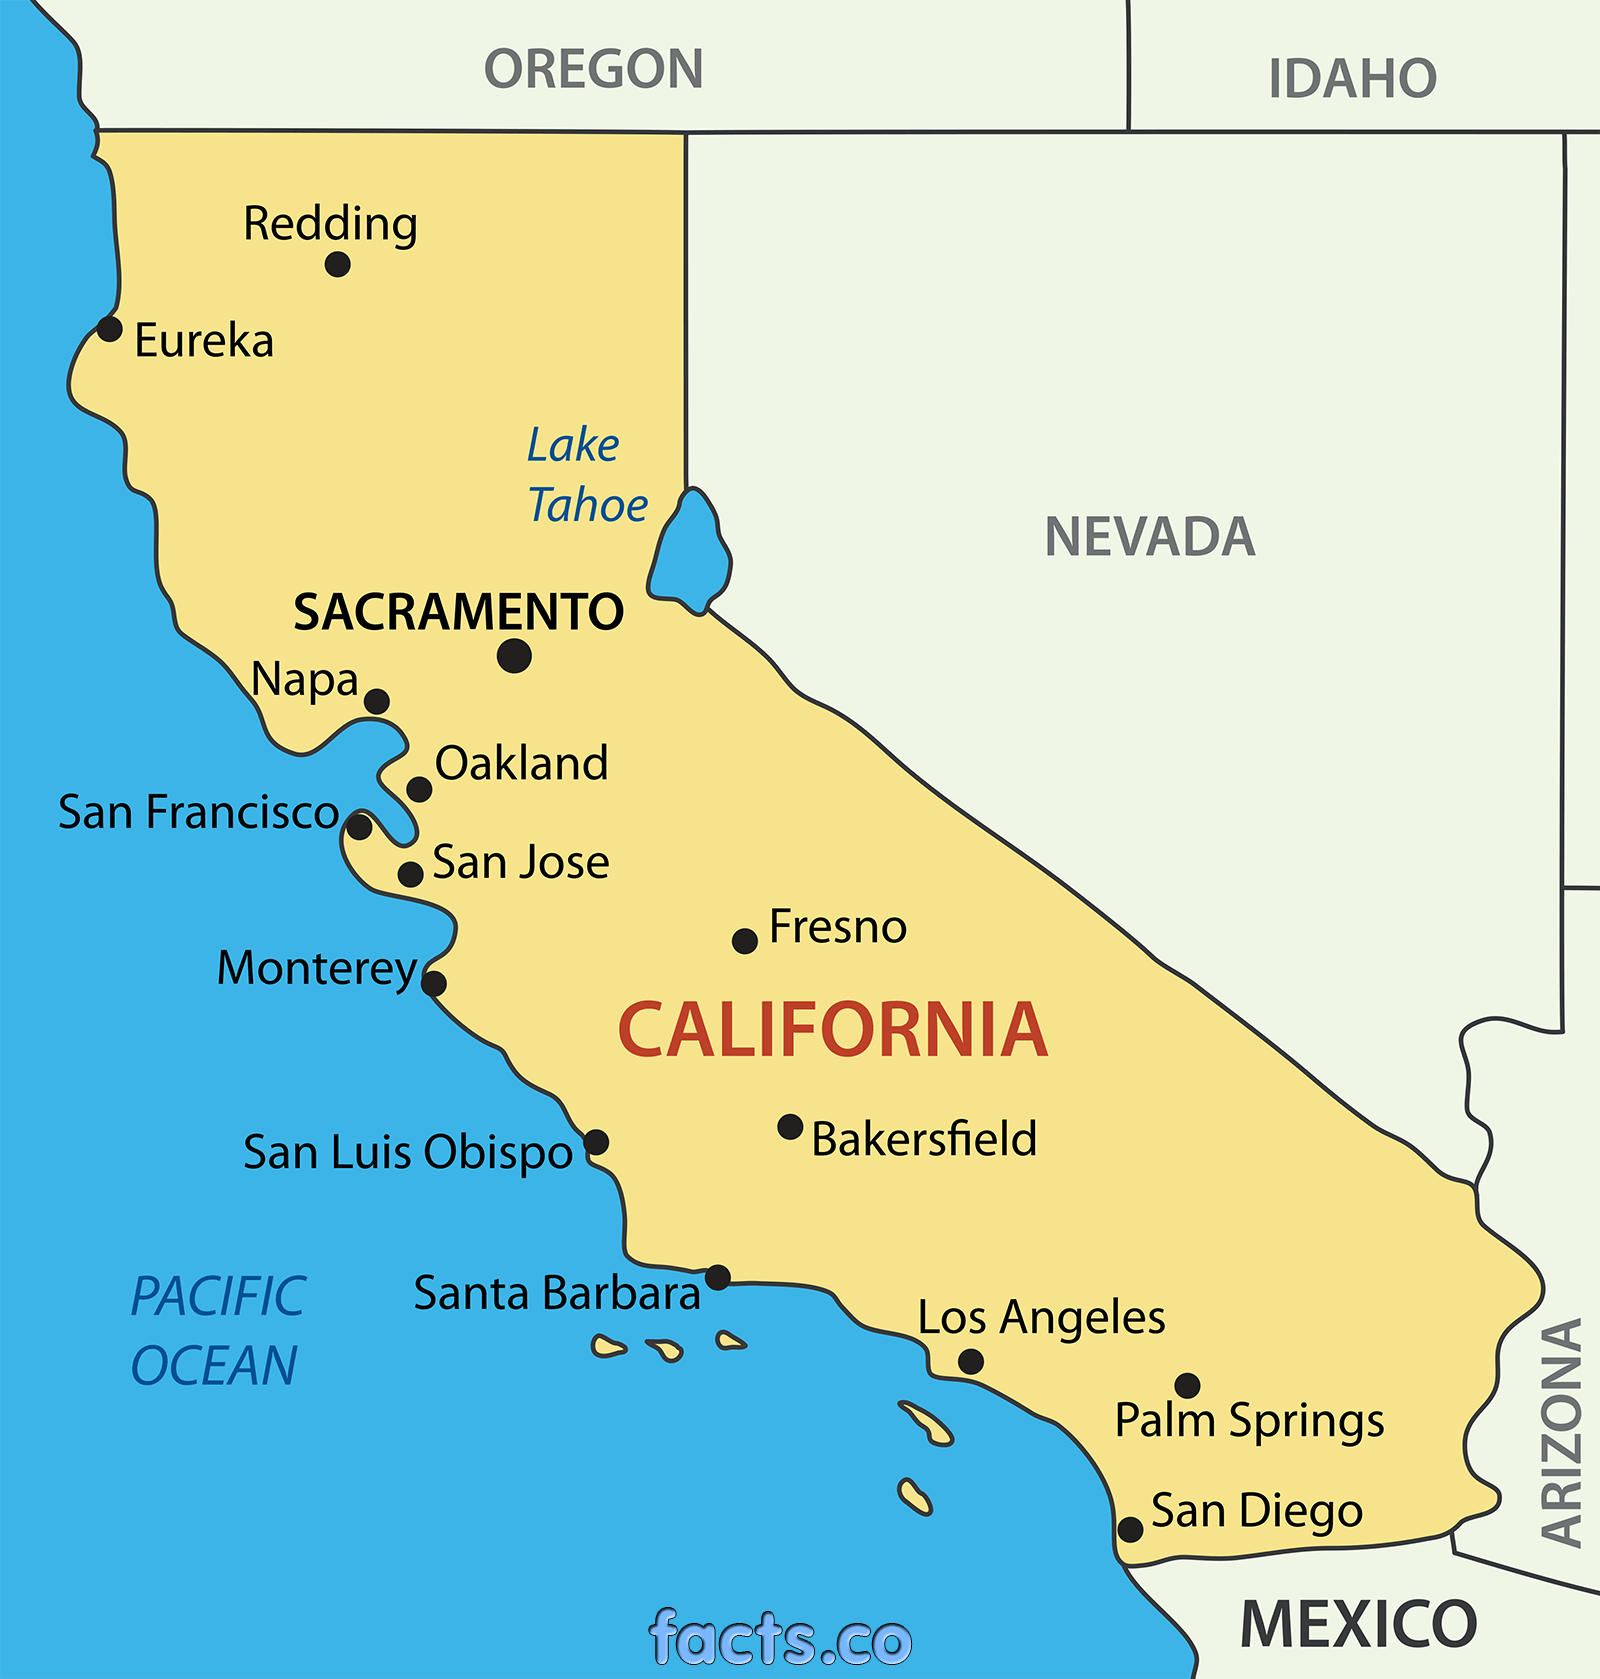 OREGON
IDAHO
Redding
Eureka
Lake
Tahoe
NEVADA
SACRAMENTO
Napa
Oakland
San Francisco
San Jose
Fresno
Monterey
CALIFORNIA
Bakersfield
San Luis Obispo
PACIFIC
OCEAN
Santa Barbara
Los Angeles
Palm Springs
ARIZONA
San Diego
MEXICO
facts.co